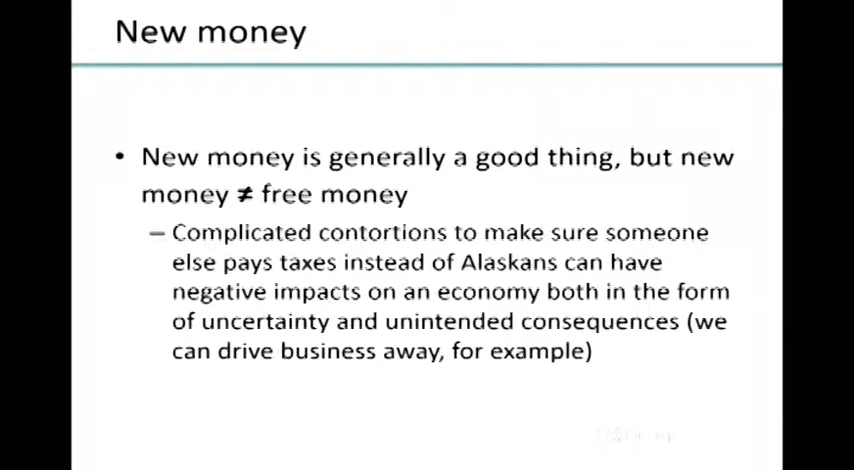 New money
• New money is generally a good thing, but new
money ≠ free money
– Complicated contortions to make sure someone
else pays taxes instead of Alaskans can have
negative impacts on an economy both in the form
of uncertainty and unintended consequences (we
can drive business away, for example)